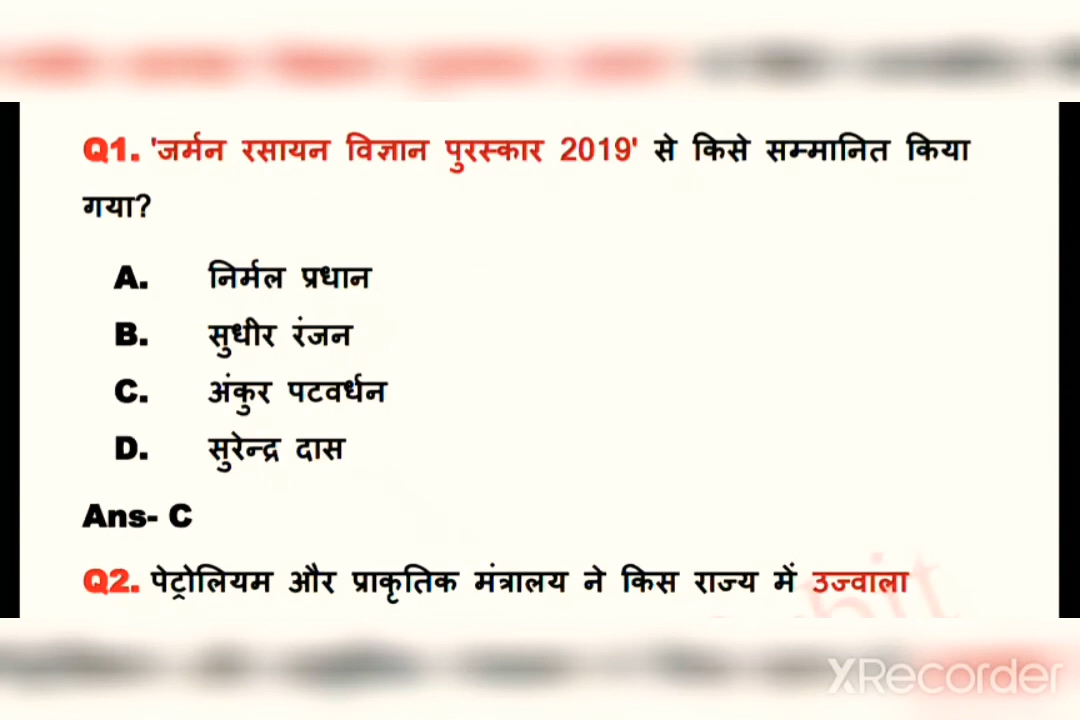 Q1. 'जर्मन रसायन विज्ञान पुरस्कार 2019' से किसे सम्मानित किया
गया?
A. निर्मल प्रधान
B. सुधीर रंजन
C. अंकुर पटवर्धन
D. सुरेन्द्र दास
Ans- C
Q2. पेट्रोलियम और प्राकृतिक मंत्रालय ने किस राज्य में उज्वाला
XRecorder